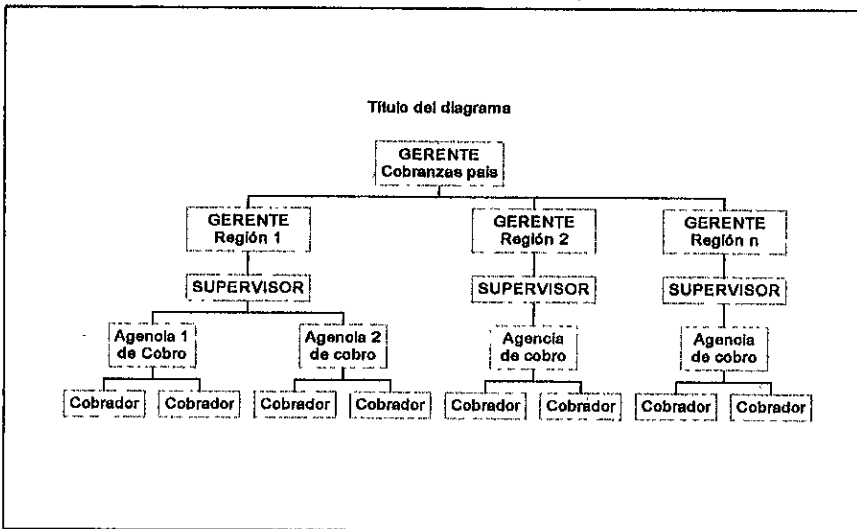 Título del diagrama
GERENTE
Cobranzas país
GERENTE
Región 1
GERENTE
Región 2
GERENTE
Región n
SUPERVISOR
SUPERVISOR
SUPERVISOR
Agencia 1
de Cobro
Agencia 2
de cobro
Agencia
de cobro
Agencia
de cobro
Cobrador
Cobrador
Cobrador
Cobrador
Cobrador
Cobrador
Cobrador
Cobrador